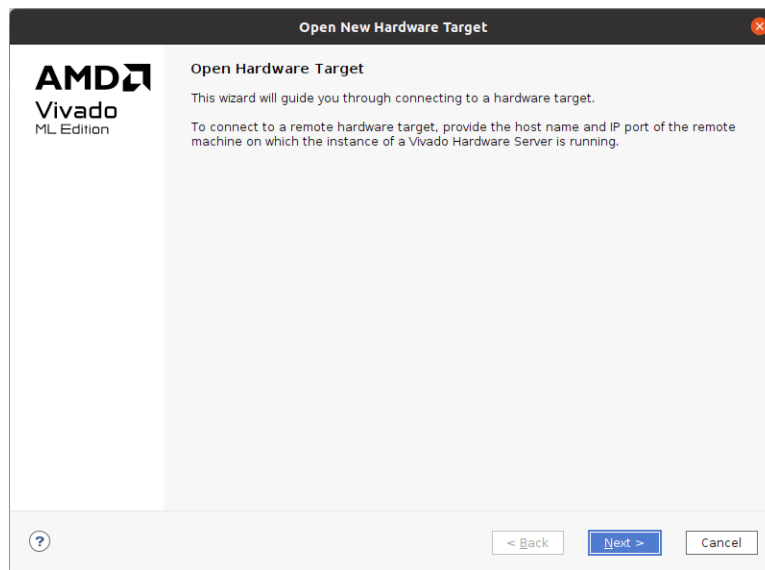 Open New Hardware Target
AMD
Vivado
ML Edition
Open Hardware Target
This wizard will guide you through connecting to a hardware target.
To connect to a remote hardware target, provide the host name and IP port of the remote
machine on which the instance of a Vivado Hardware Server is running.
?
< Back
Next >
Cancel